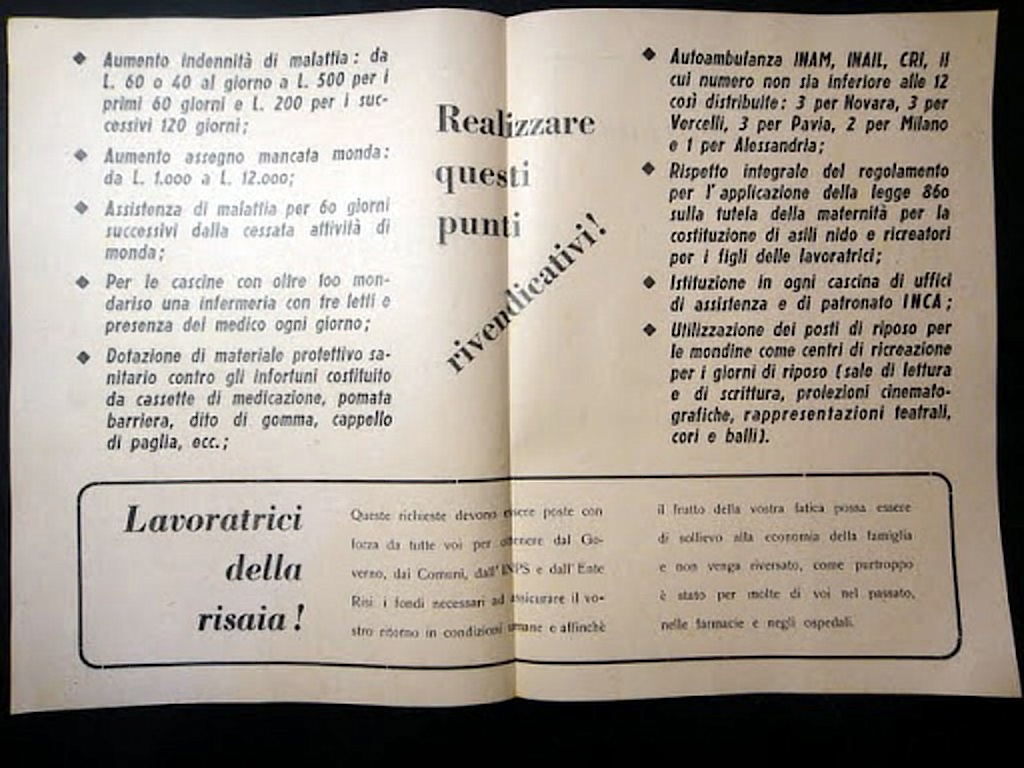 ◆ Aumento indennità di malattia: da
L. 60 o 40 al giorno a L. 500 per i
primi 60 giorni e L. 200 per i suc-
cessivi 120 giorni;
◆ Aumento assegno mancata monda:
da L. 1.000 a L. 12.000;
◆ Assistenza di malattia per 60 giorni
successivi dalla cessata attività di
monda;
◆ Per le cascine con oltre 100 mon-
dariso una infermeria con tre letti e
presenza del medico ogni giorno;
◆ Dotazione di materiale protettivo sa-
nitario contro gli infortuni costituito
da cassette di medicazione, pomata
barriera, dito di gomma, cappello
di paglia, ecc.;
Realizzare
questi
punti
rivendicativi!
◆ Autoambulanza INAM, INAIL, CRI, il
cui numero non sia inferiore alle 12
così distribuite: 3 per Novara, 3 per
Vercelli, 3 per Pavia, 2 per Milano
e 1 per Alessandria;
◆ Rispetto integrale del regolamento
per l'applicazione della legge 860
sulla tutela della maternità per la
costituzione di asili nido e ricreatori
per i figli delle lavoratrici;
◆ Istituzione in ogni cascina di uffici
di assistenza e di patronato INCA;
◆ Utilizzazione dei posti di riposo per
le mondine come centri di ricreazione
per i giorni di riposo (sale di lettura
e di scrittura, proiezioni cinemato-
grafiche, rappresentazioni teatrali,
cori e balli).
Lavoratrici
della
risaia!
Queste richieste devono essere poste con
forza da tutte voi per ottenere dal Go-
verno, dai Comuni, dall'INPS e dall'Ente
Risi i fondi necessari ad assicurare il vo-
stro ritorno in condizioni umane e affinchè
il frutto della vostra fatica possa essere
di sollievo alla economia della famiglia
e non venga riversato, come purtroppo
è stato per molte di voi nel passato,
nelle farmacie e negli ospedali.